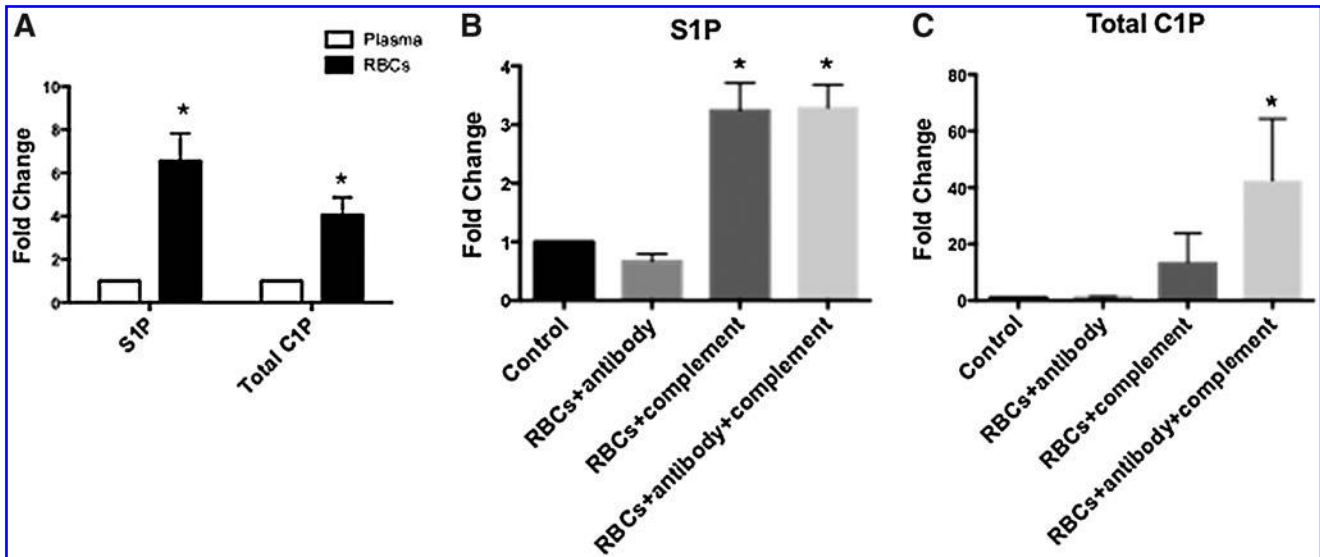 A
Plasma
RBCs
Fold Change
10
8
6
4
2
0
*
*
S1P
Total C1P
B
S1P
Fold Change
4
3
2
1
0
*
*
Control
RBCs+antibody
RBCs+complement
RBCs+antibody+complement
C
Total C1P
Fold Change
80
60
40
20
0
*
Control
RBCs+antibody
RBCs+complement
RBCs+antibody+complement